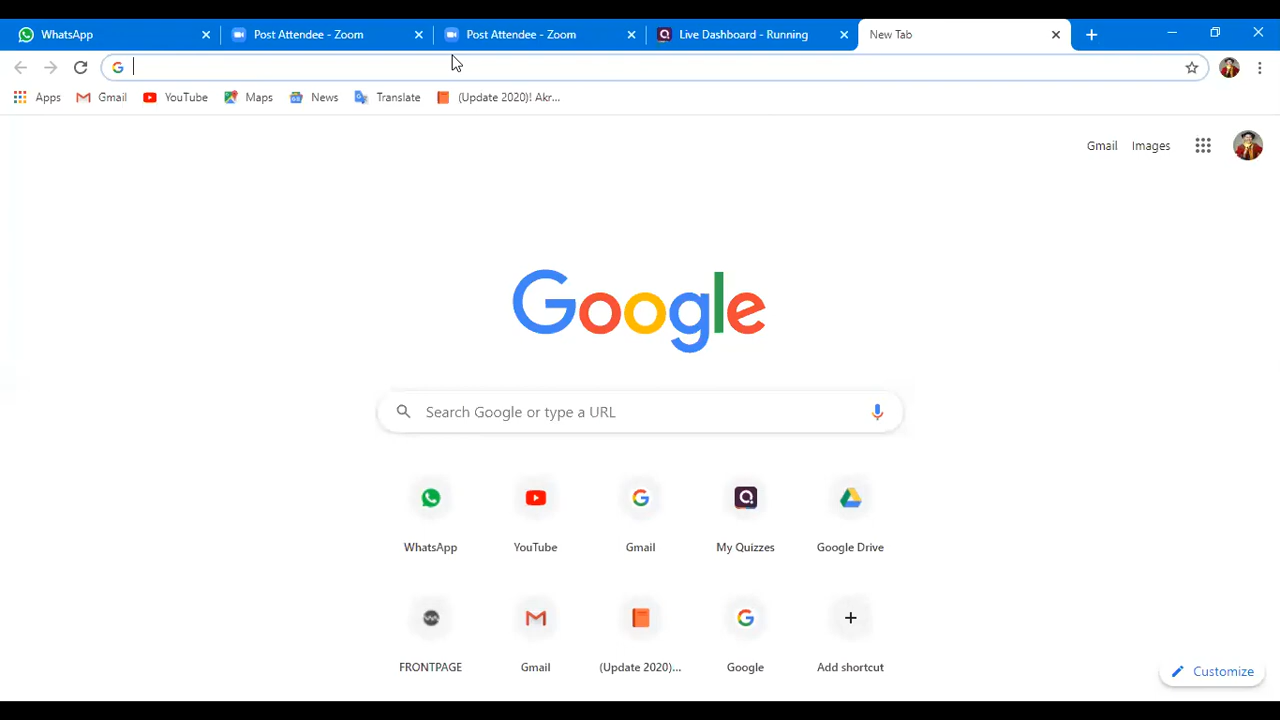 WhatsApp
Post Attendee - Zoom
Post Attendee - Zoom
Live Dashboard - Running
New Tab
Apps
Gmail
YouTube
Maps
News
Translate
(Update 2020)! Akr...
Gmail
Images
Google
Search Google or type a URL
WhatsApp
YouTube
Gmail
My Quizzes
Google Drive
FRONTPAGE
Gmail
(Update 2020)...
Google
Add shortcut
Customize